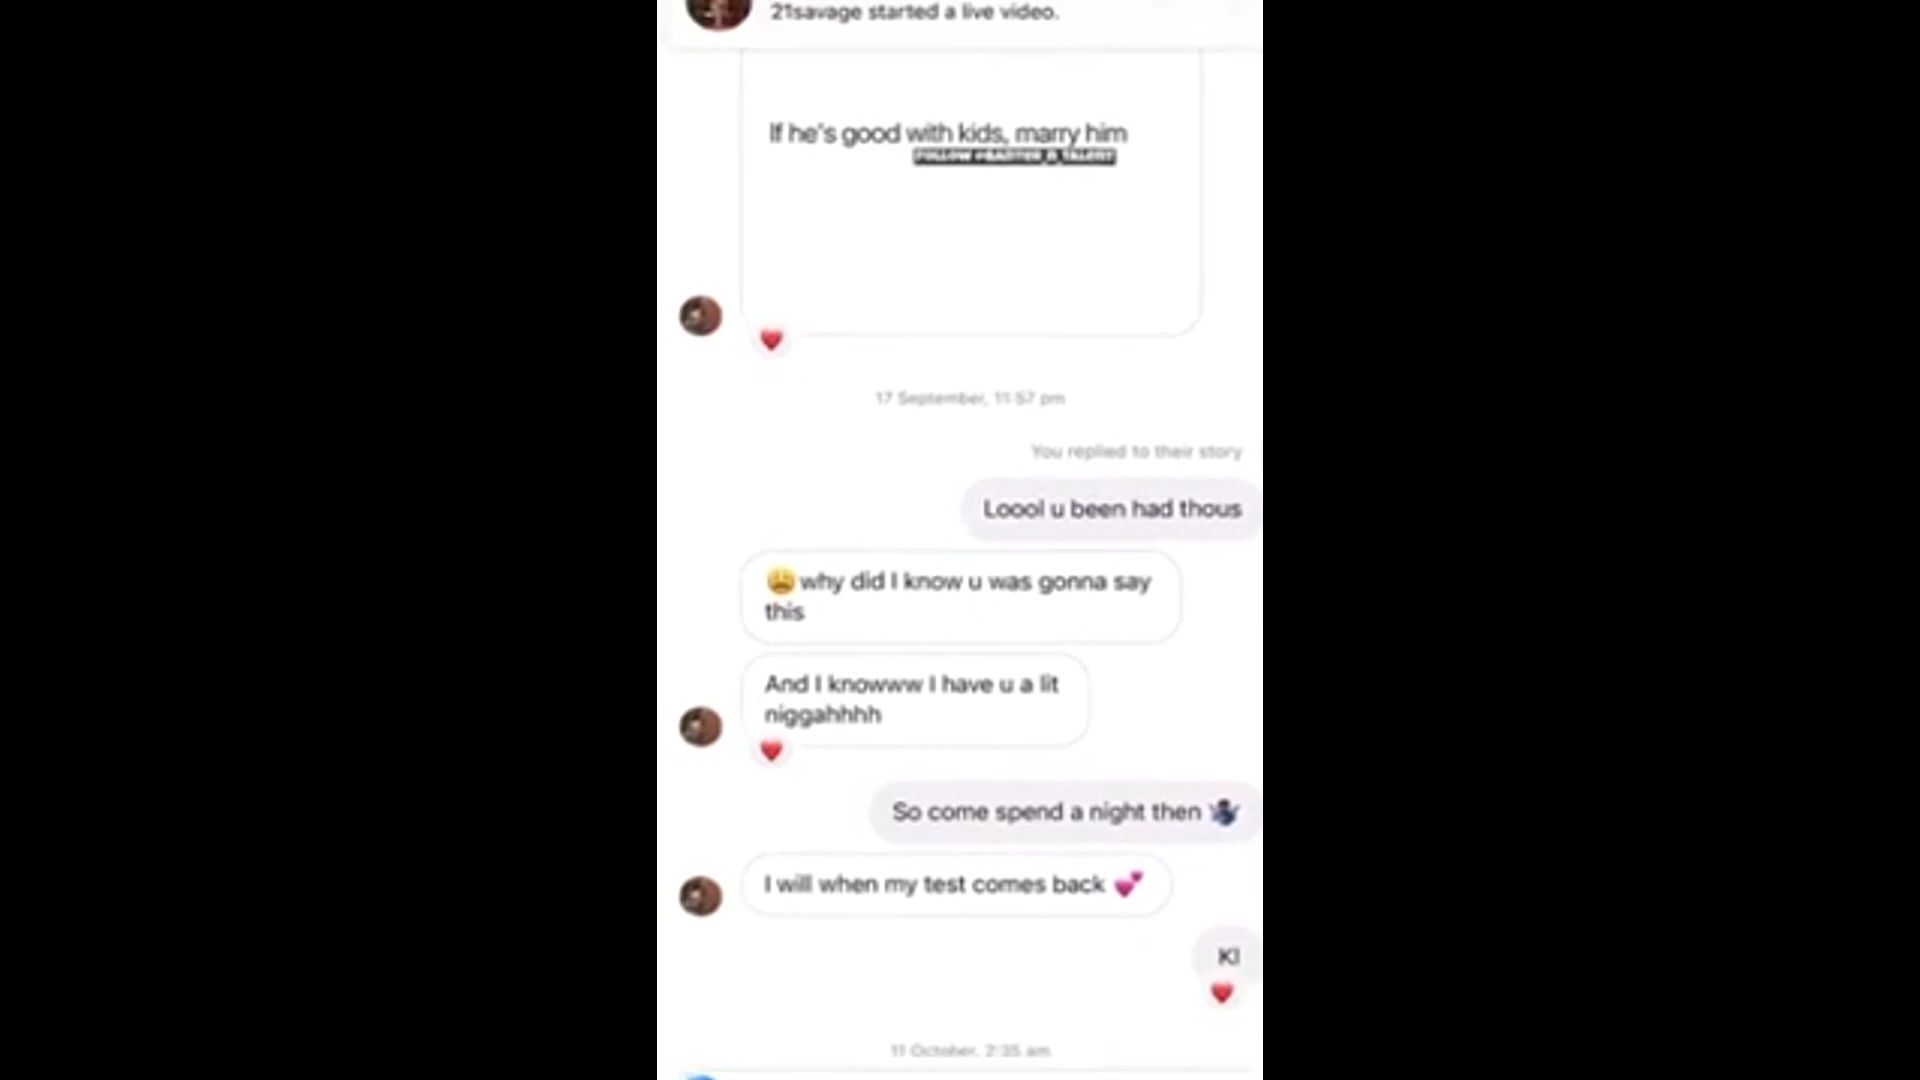 21savage started a live video.
If he's good with kids, marry him
17 September, 11:57 pm
You replied to their story
Loool u been had thous
😩why did I know u was gonna say
this
And I knowww I have u a lit
niggahhhh
So come spend a night then 🤷🏿‍♂️
I will when my test comes back 💕
Kl
11 October, 2:35 am